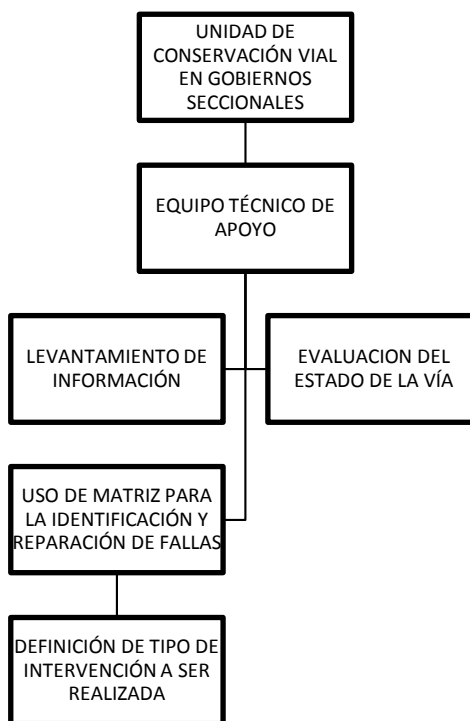 UNIDAD DE
CONSERVACIÓN VIAL
EN GOBIERNOS
SECCIONALES
EQUIPO TÉCNICO DE
APOYO
LEVANTAMIENTO DE
INFORMACIÓN
EVALUACION DEL
ESTADO DE LA VÍA
USO DE MATRIZ PARA
LA IDENTIFICACIÓN Y
REPARACIÓN DE FALLAS
DEFINICIÓN DE TIPO DE
INTERVENCIÓN A SER
REALIZADA